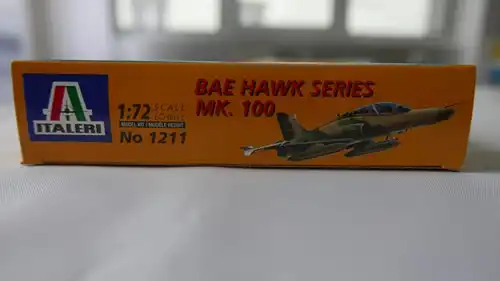 ITALERI
1:72 SCALE
No 1211
BAE HAWK SERIES
MK. 100